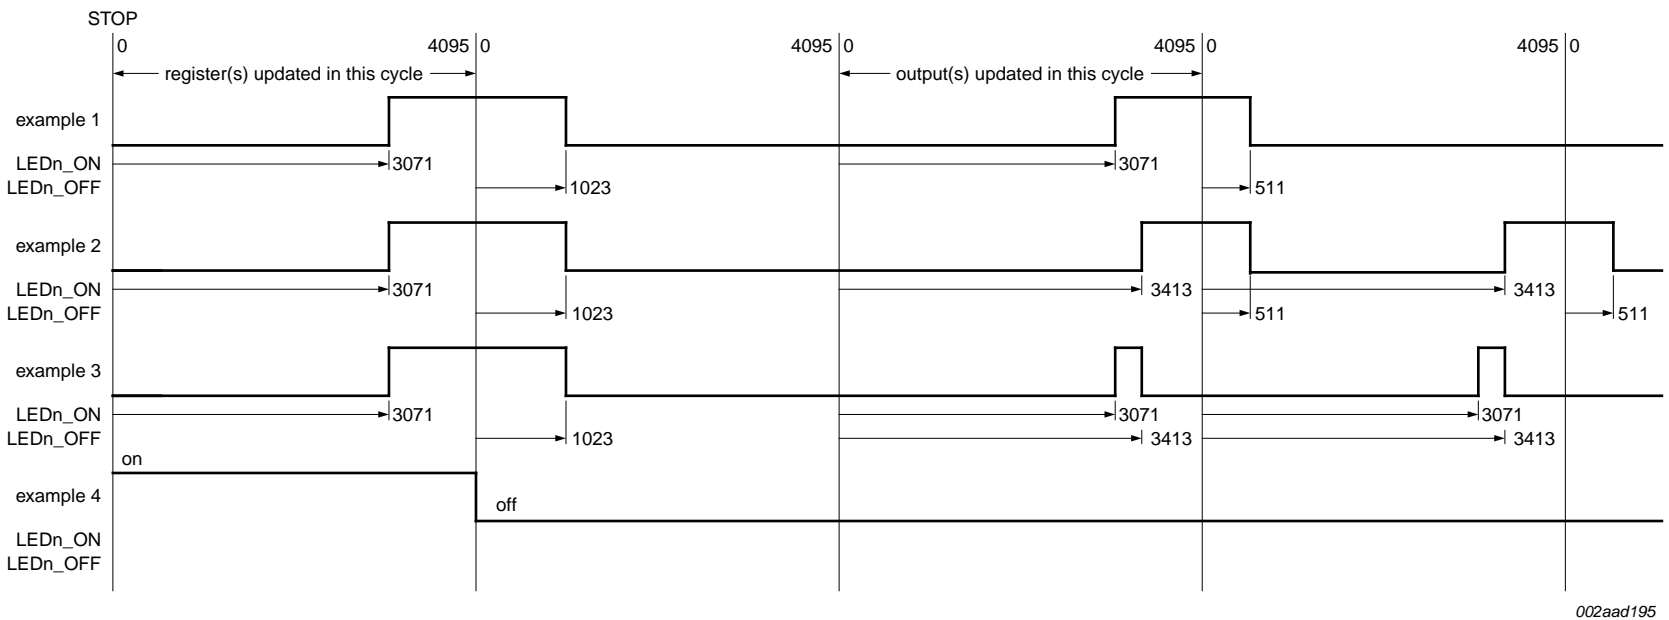 STOP
0 4095 0 4095 0 4095 0 4095 0
register(s) updated in this cycle output(s) updated in this cycle
example 1
LEDn_ON 3071 3071
LEDn_OFF 1023 511
example 2
LEDn_ON 3071 3413 3413
LEDn_OFF 1023 511 511
example 3
LEDn_ON 3071 3071 3071
LEDn_OFF 1023 3413 3413
on
example 4 off
LEDn_ON
LEDn_OFF
002aad195